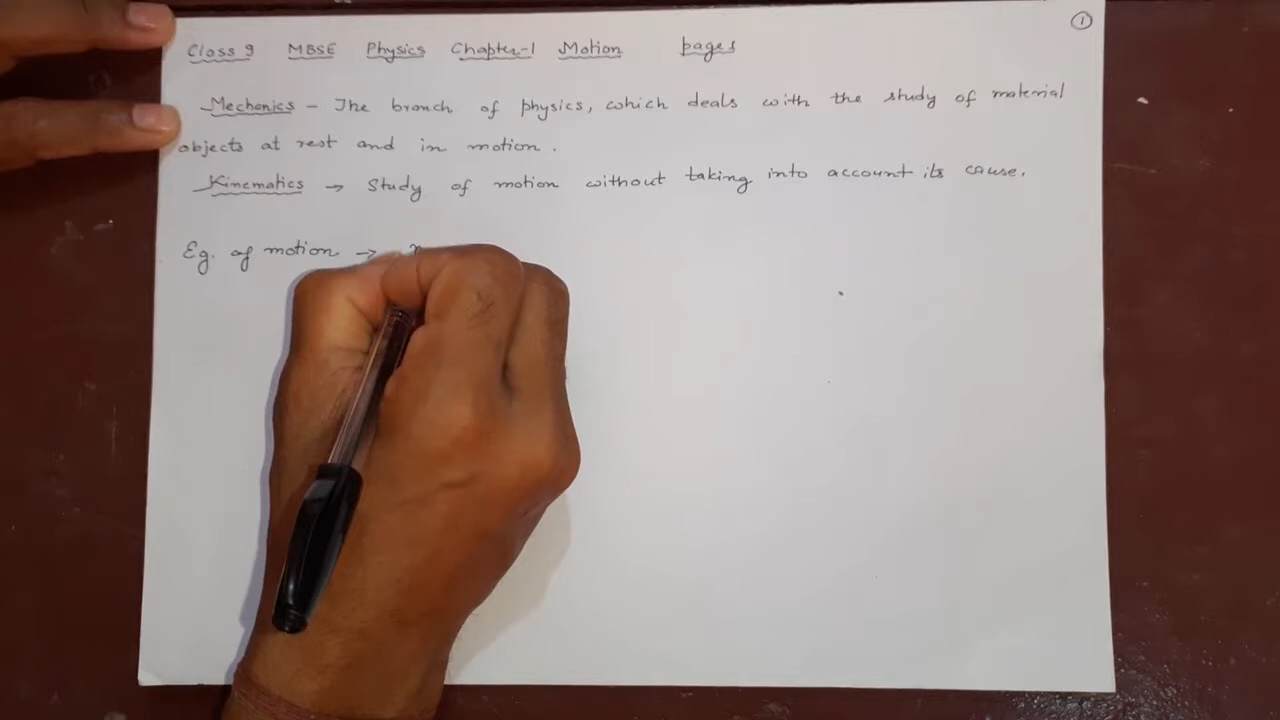 ①
Class 9 MBSE Physics Chapter-1 Motion pages
Mechanics – The branch of physics, which deals with the study of material
objects at rest and in motion.
Kinematics → Study of motion without taking into account its cause.
Eg. of motion →